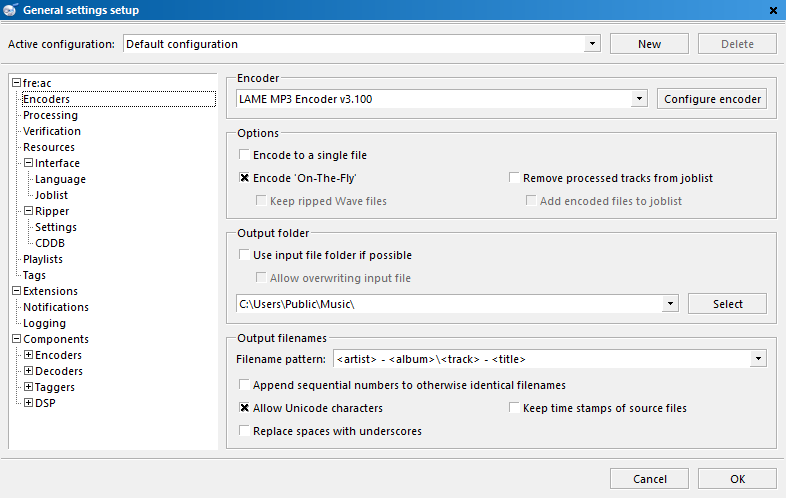 General settings setup
Active configuration: Default configuration New Delete
fre:ac
Encoders
Processing
Verification
Resources
Interface
Language
Joblist
Ripper
Settings
CDDB
Playlists
Tags
Extensions
Notifications
Logging
Components
Encoders
Decoders
Taggers
DSP
Encoder
LAME MP3 Encoder v3.100 Configure encoder
Options
Encode to a single file
Encode 'On-The-Fly' Remove processed tracks from joblist
Keep ripped Wave files Add encoded files to joblist
Output folder
Use input file folder if possible
Allow overwriting input file
C:\Users\Public\Music\ Select
Output filenames
Filename pattern: <artist> - <album>\<track> - <title>
Append sequential numbers to otherwise identical filenames
Allow Unicode characters Keep time stamps of source files
Replace spaces with underscores
Cancel OK